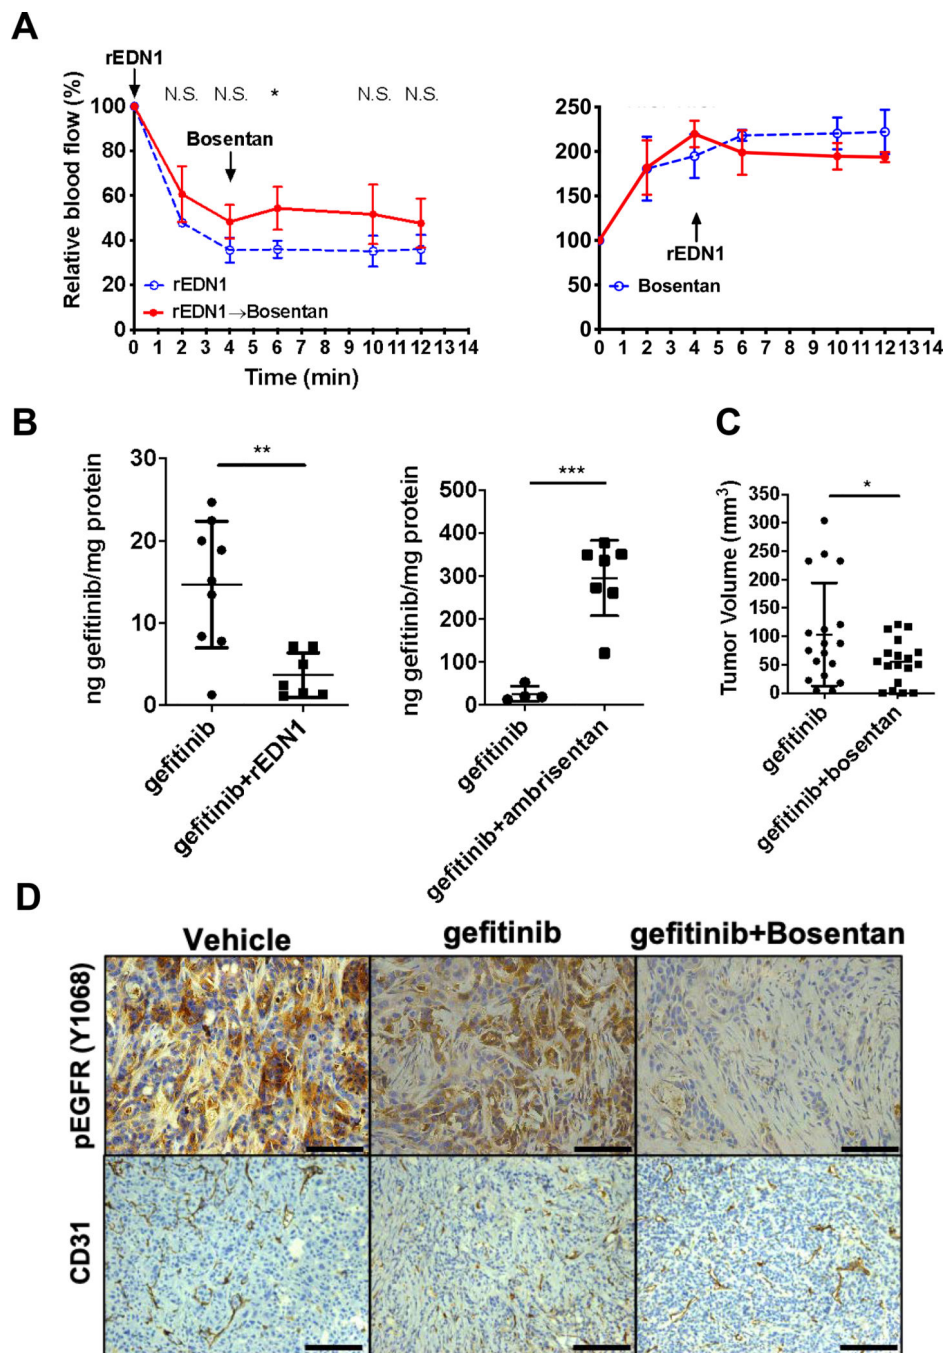 A
rEDN1
N.S. N.S. * N.S. N.S.
Bosentan
Relative blood flow (%)
100
80
60
40
20
0
rEDN1
rEDN1→Bosentan
0 1 2 3 4 5 6 7 8 9 10 11 12 13 14
Time (min)
250
200
150
100
50
0
rEDN1
Bosentan
0 1 2 3 4 5 6 7 8 9 10 11 12 13 14
B
ng gefitinib/mg protein
30
20
10
0
**
gefitinib
gefitinib+rEDN1
ng gefitinib/mg protein
500
400
300
200
100
0
***
gefitinib
gefitinib+ambrisentan
C
Tumor Volume (mm³)
350
300
250
200
150
100
50
0
*
gefitinib
gefitinib+bosentan
D
Vehicle gefitinib gefitinib+Bosentan
pEGFR (Y1068)
CD31